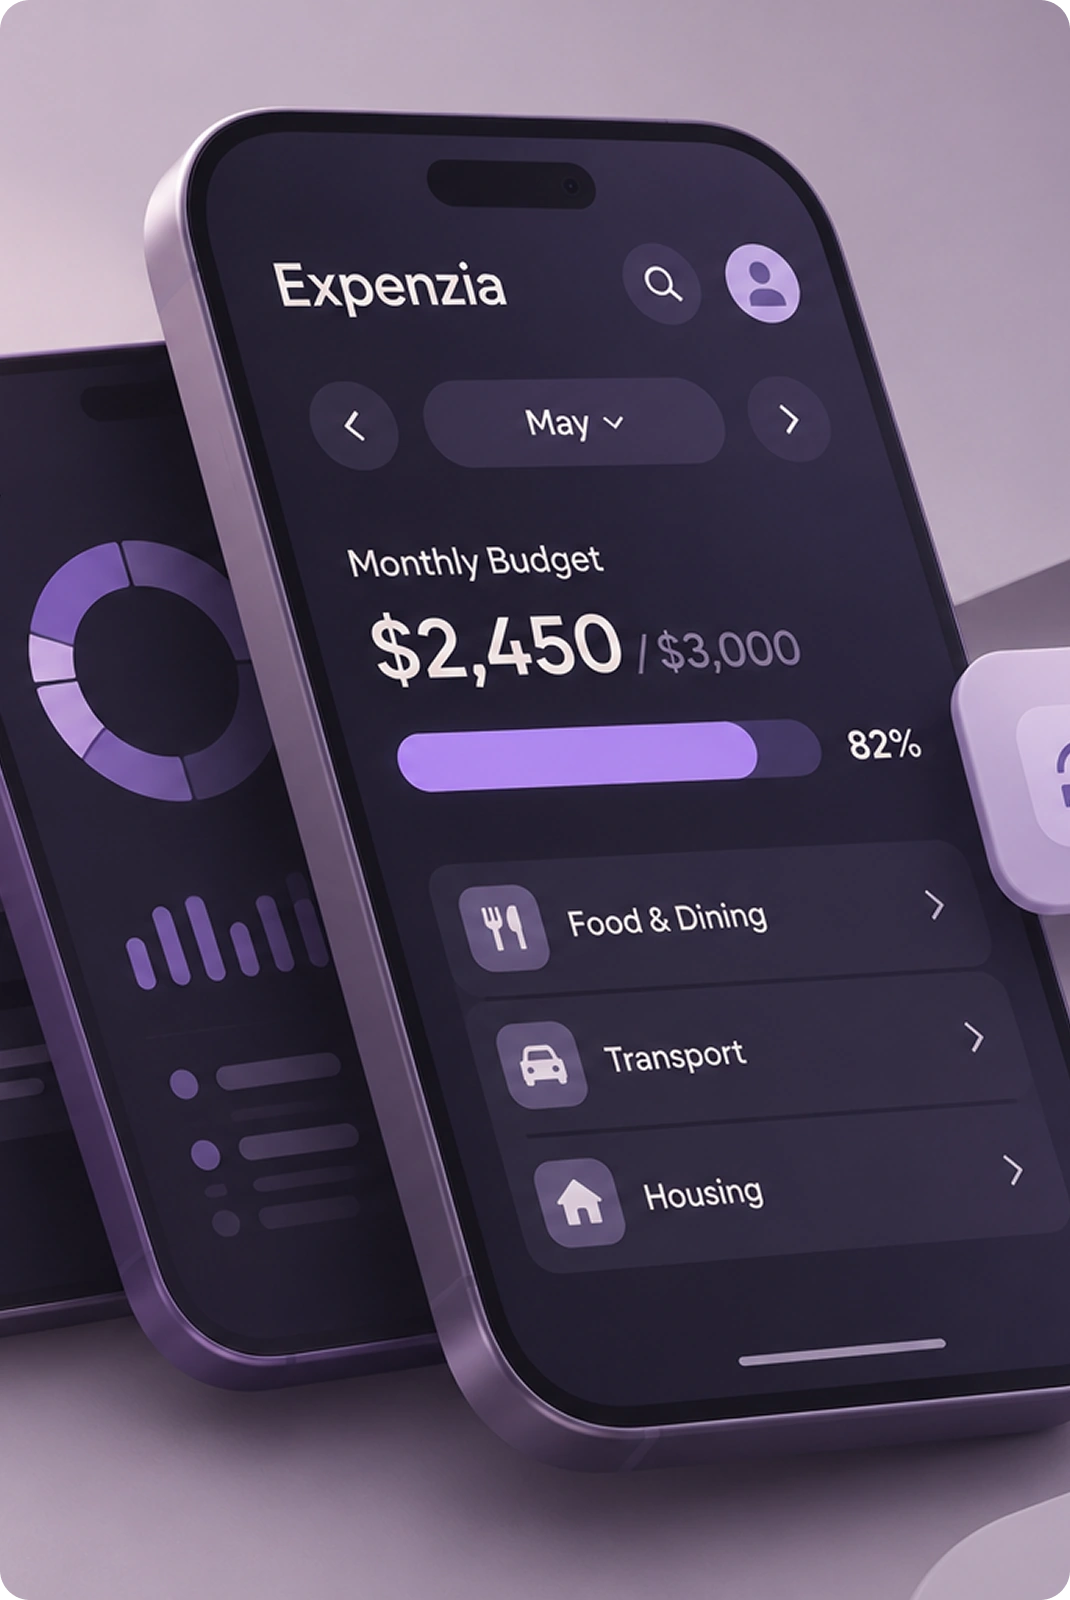 Expenzia
May
Monthly Budget
$2,450 / $3,000
82%
Food & Dining
Transport
Housing